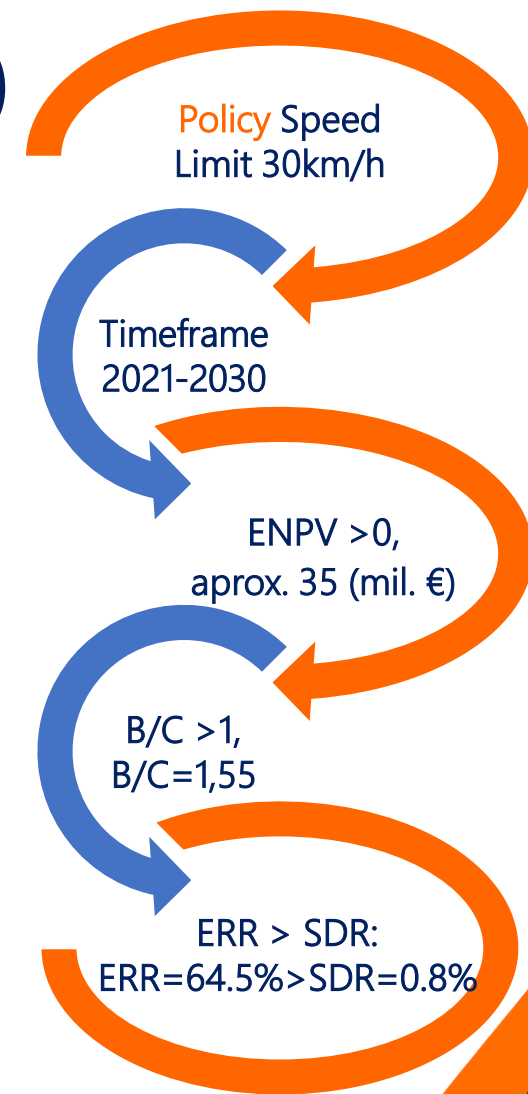 Policy Speed
Limit 30km/h
Timeframe
2021-2030
ENPV >0,
aprox. 35 (mil. €)
B/C >1,
B/C=1,55
ERR > SDR:
ERR=64.5%>SDR=0.8%